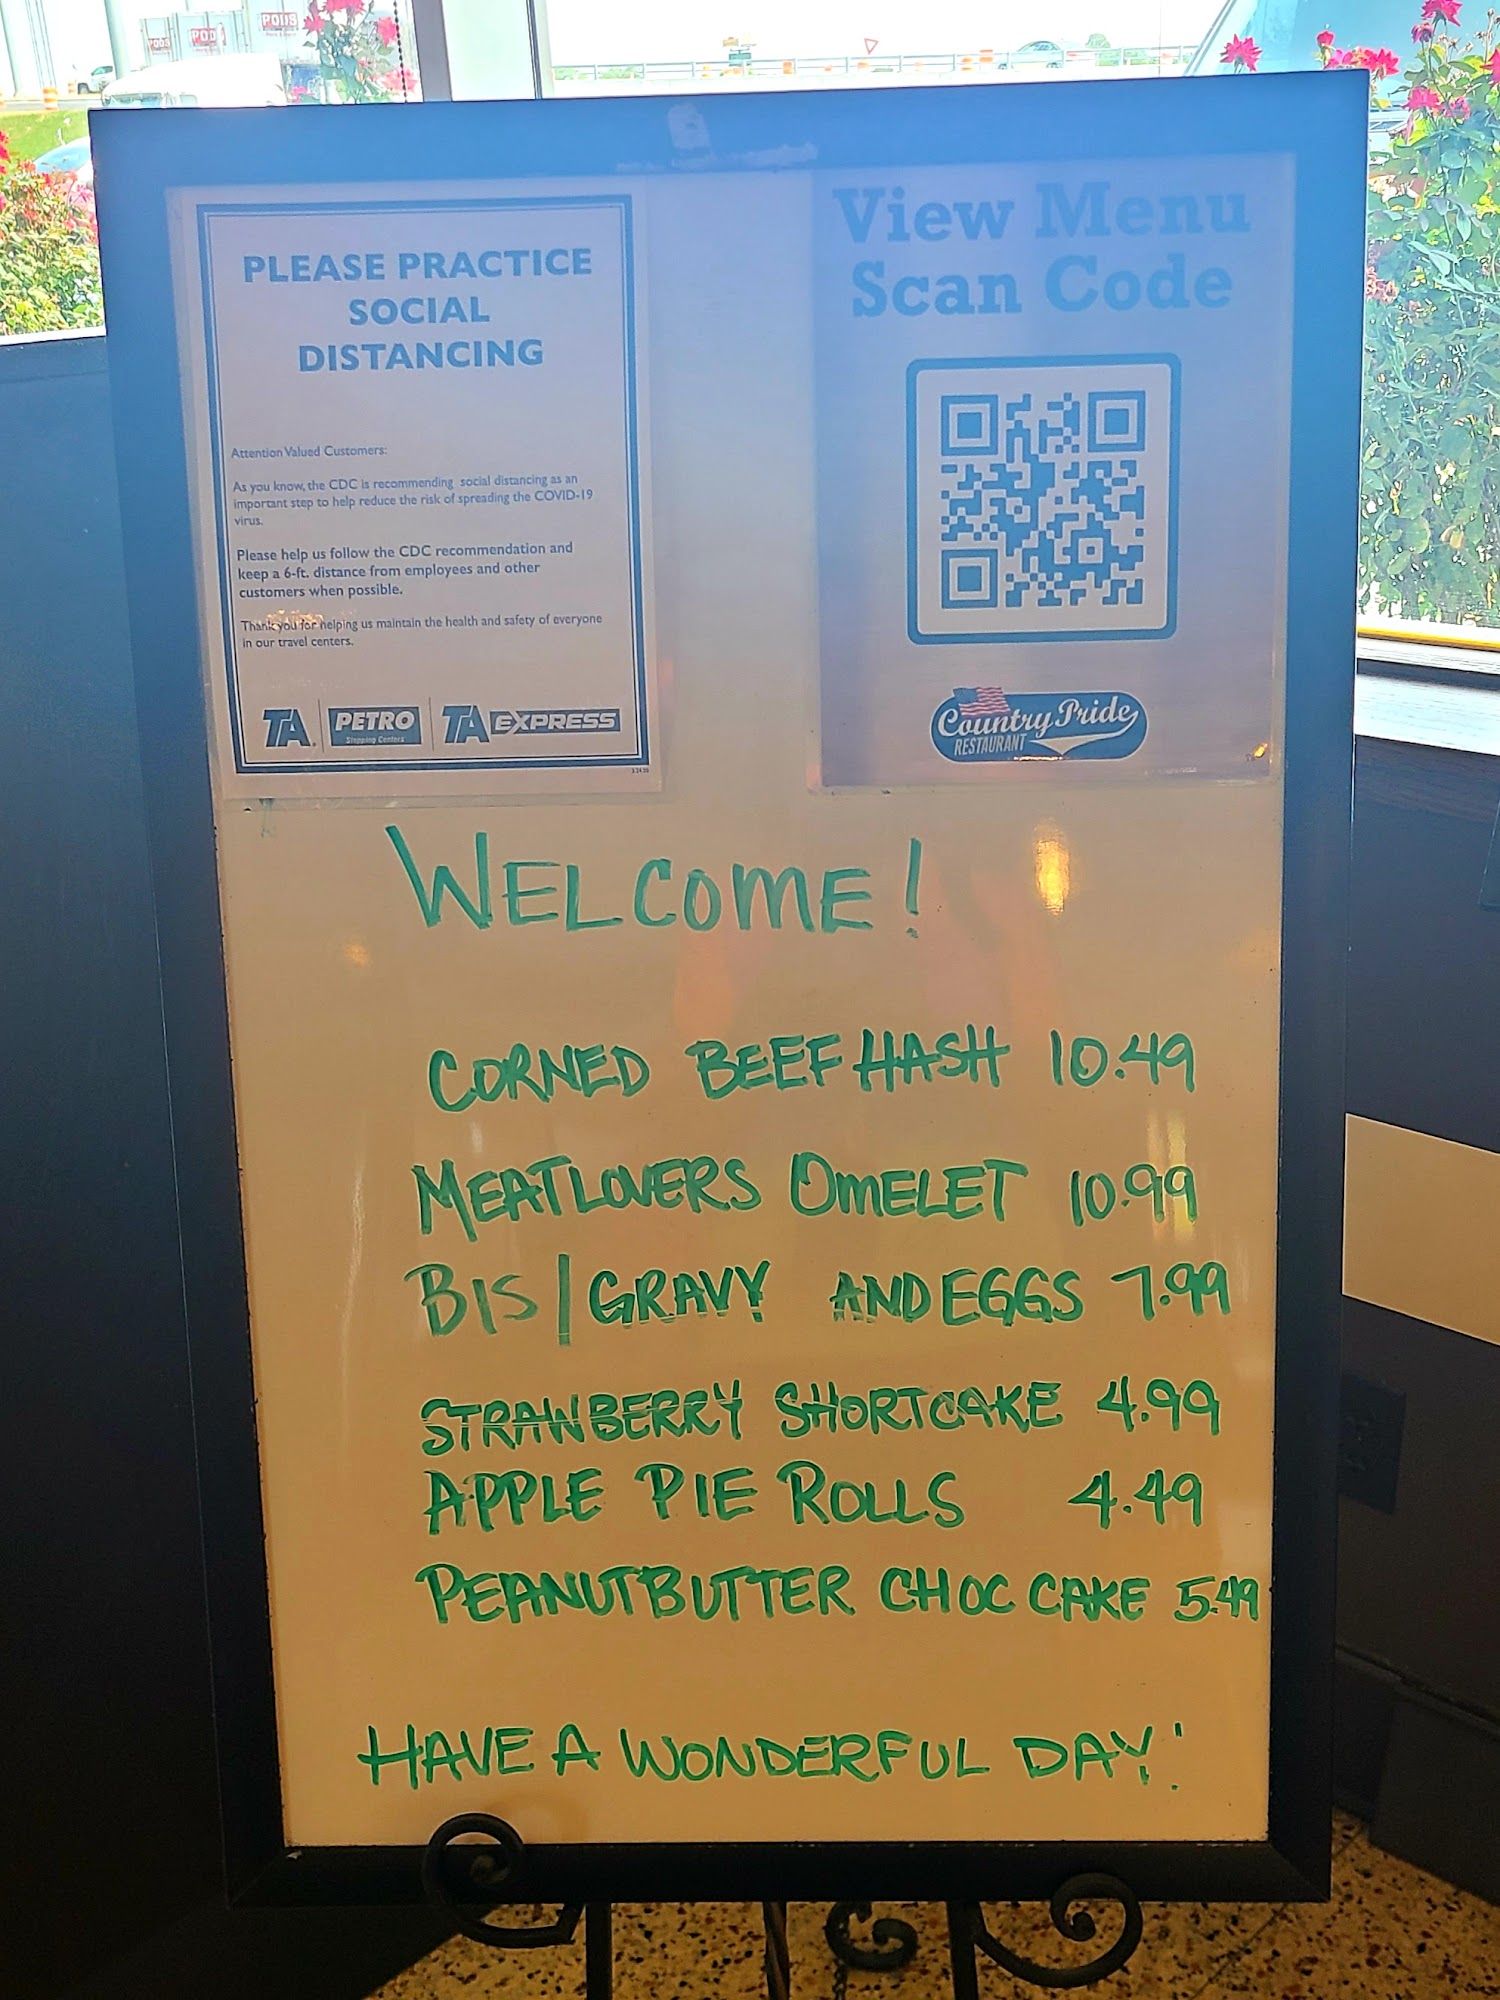 PODS
PODS
PODS
PLEASE PRACTICE
SOCIAL
DISTANCING
Attention Valued Customers:
As you know, the CDC is recommending social distancing as an
important step to help reduce the risk of spreading the COVID-19
virus.
Please help us follow the CDC recommendation and
keep a 6-ft. distance from employees and other
customers when possible.
Thank you for helping us maintain the health and safety of everyone
in our travel centers.
TA PETRO TA EXPRESS
Stopping Centers
View Menu
Scan Code
Country Pride
RESTAURANT
WELCOME!
CORNED BEEF HASH 10.49
MEATLOVERS OMELET 10.99
BIS/GRAVY AND EGGS 7.99
STRAWBERRY SHORTCAKE 4.99
APPLE PIE ROLLS 4.49
PEANUTBUTTER CHOC CAKE 5.49
HAVE A WONDERFUL DAY!